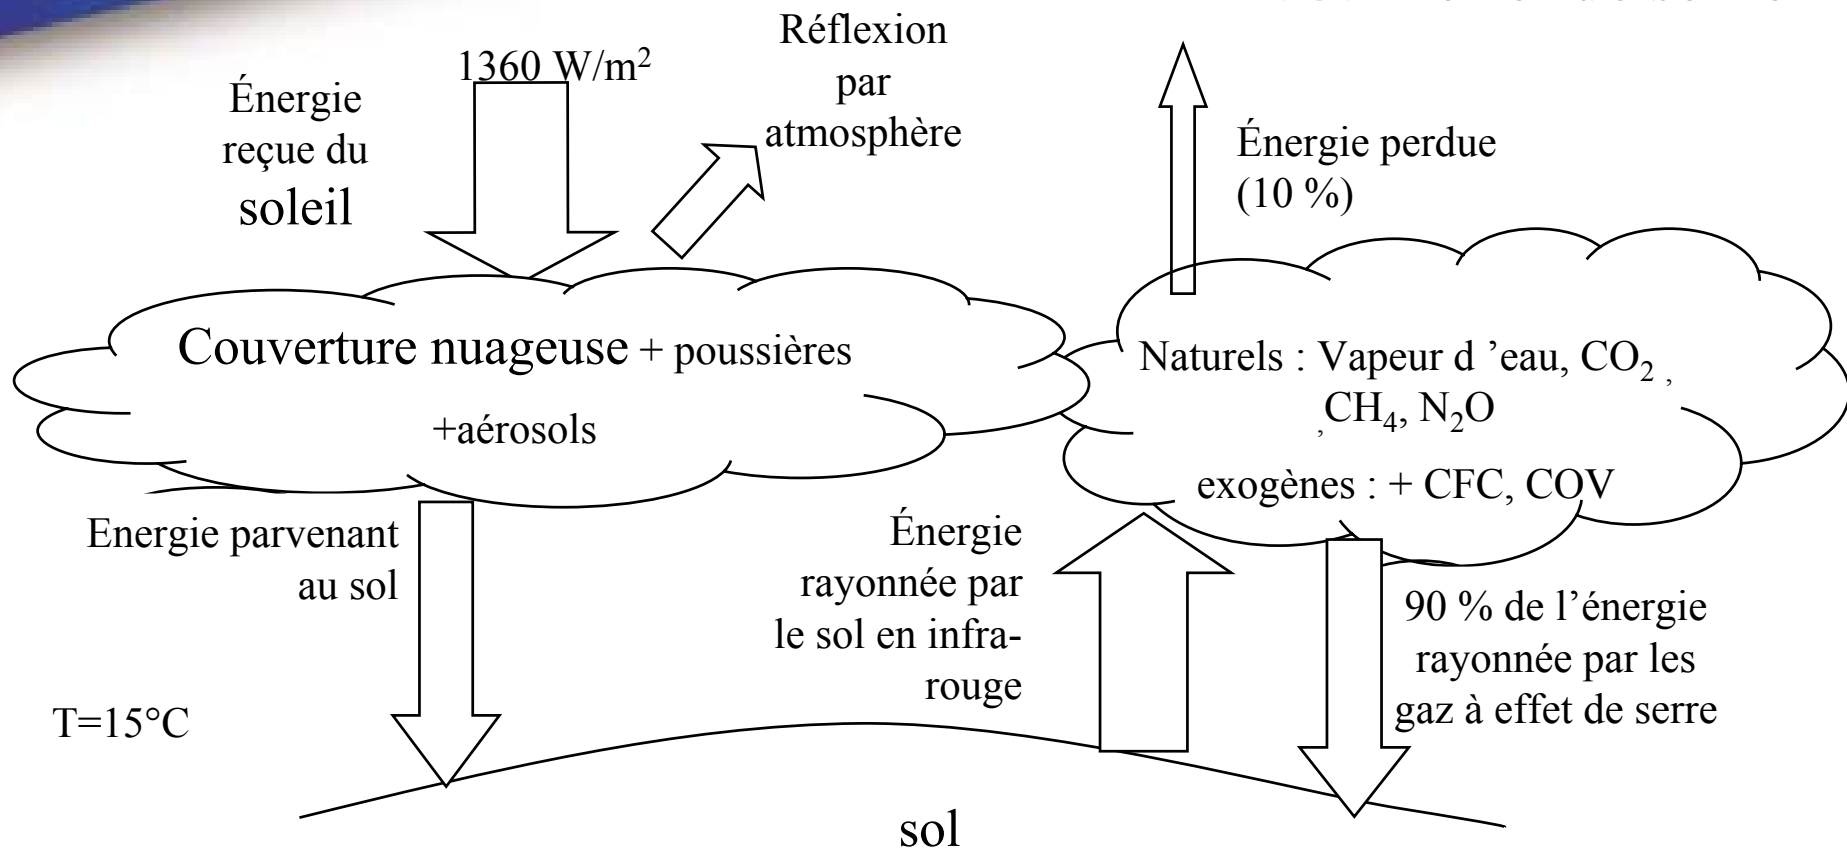 1360 W/m²
Énergie
reçue du
soleil
Réflexion
par
atmosphère
Énergie perdue
(10 %)
Couverture nuageuse + poussières
+aérosols
Naturels : Vapeur d ’eau, CO₂ ,
, CH₄, N₂O
exogènes : + CFC, COV
Energie parvenant
au sol
Énergie
rayonnée par
le sol en infra-
rouge
90 % de l’énergie
rayonnée par les
gaz à effet de serre
T=15°C
sol